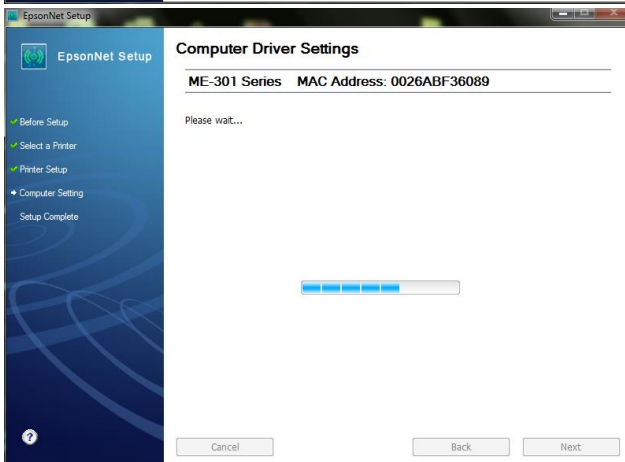 EpsonNet Setup
EpsonNet Setup
Computer Driver Settings
ME-301 Series MAC Address: 0026ABF36089
Before Setup
Select a Printer
Printer Setup
Computer Setting
Setup Complete
Please wait...
?
Cancel
Back
Next